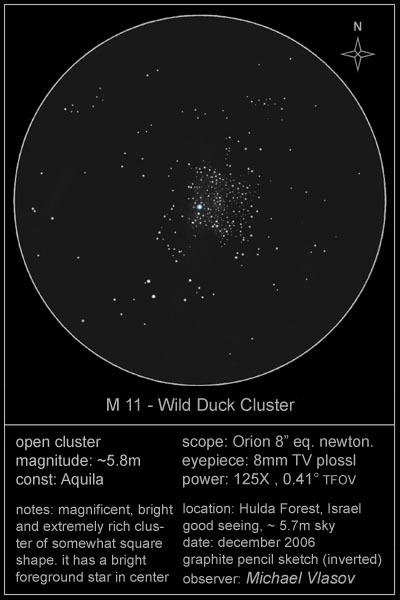 N
M 11 - Wild Duck Cluster
open cluster
magnitude: ~5.8m
const: Aquila
notes: magnificent, bright
and extremely rich clus-
ter of somewhat square
shape. it has a bright
foreground star in center
scope: Orion 8" eq. newton.
eyepiece: 8mm TV plossl
power: 125X , 0.41° TFOV
location: Hulda Forest, Israel
good seeing, ~ 5.7m sky
date: december 2006
graphite pencil sketch (inverted)
observer: Michael Vlasov